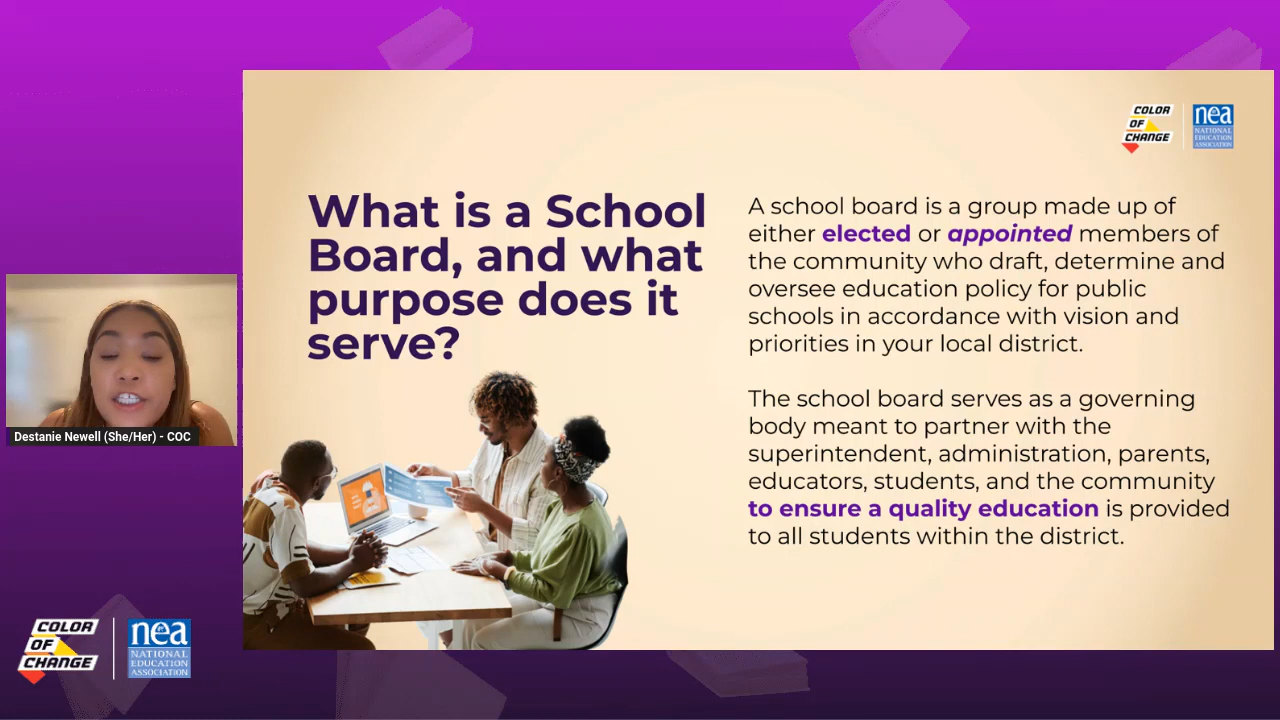 COLOR
OF
CHANGE
nea
NATIONAL
EDUCATION
ASSOCIATION
What is a School
Board, and what
purpose does it
serve?
A school board is a group made up of
either elected or appointed members of
the community who draft, determine and
oversee education policy for public
schools in accordance with vision and
priorities in your local district.
The school board serves as a governing
body meant to partner with the
superintendent, administration, parents,
educators, students, and the community
to ensure a quality education is provided
to all students within the district.
Destanie Newell (She/Her) - COC
COLOR
OF
CHANGE
nea
NATIONAL
EDUCATION
ASSOCIATION